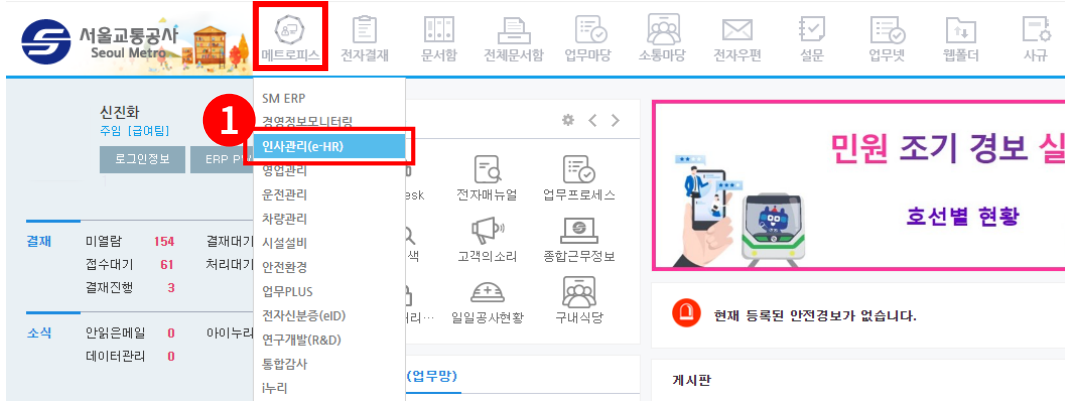 서울교통공사
Seoul Metro
메트로피스 전자결재 문서함 전체문서함 업무마당 소통마당 전자우편 설문 업무넷 웹폴더 사규
신진화
주임 [급여팀]
로그인정보 ERP
1
SM ERP
경영정보모니터링
인사관리(e-HR)
영업관리
운전관리
차량관리
시설설비
안전환경
업무PLUS
전자신분증(eID)
연구개발(R&D)
통합감사
i누리
esk 전자매뉴얼 업무프로세스
색 고객의소리 종합근무정보
일일공사현황 구내식당
결재 미열람 154 결재대기
접수대기 61 처리대기
결재진행 3
소식 안읽은메일 0 아이누리
데이터관리 0
(업무망)
민원 조기 경보 실
호선별 현황
현재 등록된 안전경보가 없습니다.
게시판